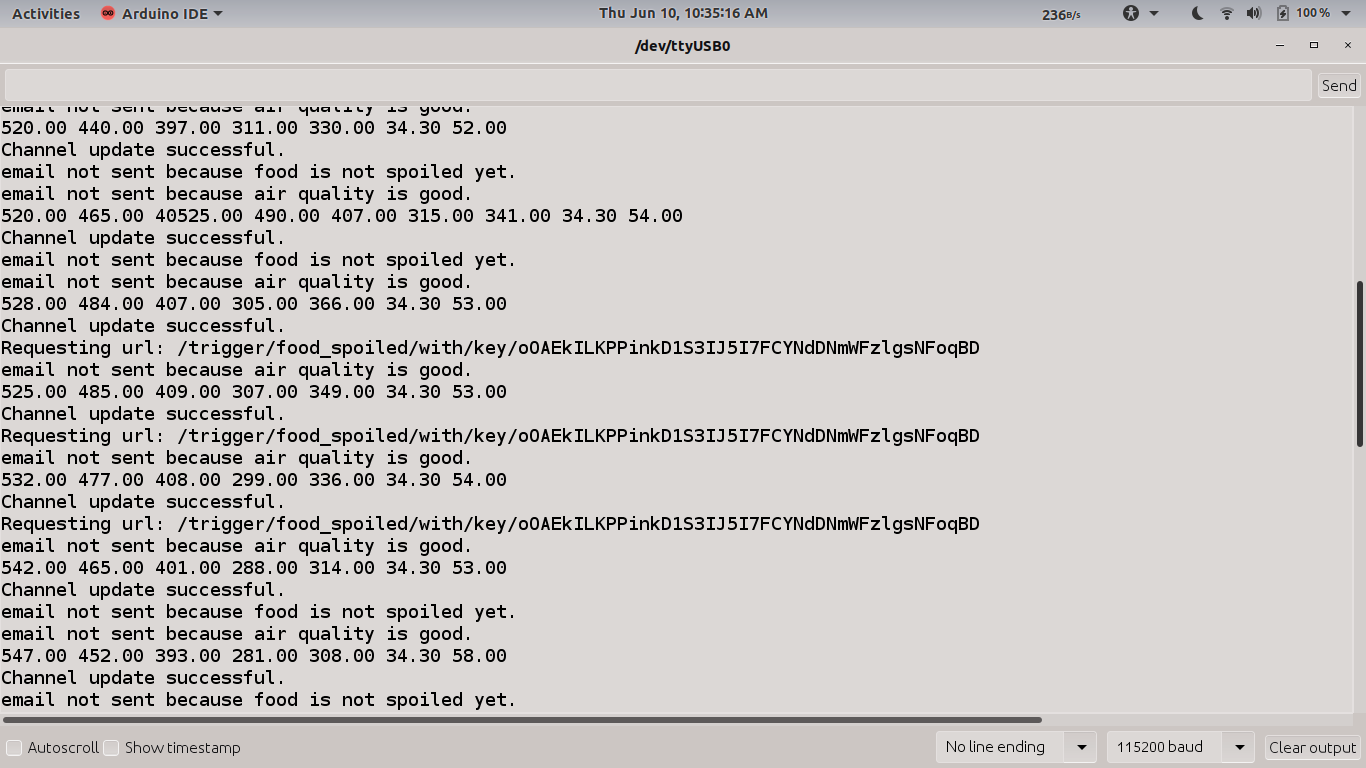 Activities Arduino IDE Thu Jun 10, 10:35:16 AM 236B/s 100 %
/dev/ttyUSB0
Send
email not sent because air quality is good.
520.00 440.00 397.00 311.00 330.00 34.30 52.00
Channel update successful.
email not sent because food is not spoiled yet.
email not sent because air quality is good.
520.00 465.00 40525.00 490.00 407.00 315.00 341.00 34.30 54.00
Channel update successful.
email not sent because food is not spoiled yet.
email not sent because air quality is good.
528.00 484.00 407.00 305.00 366.00 34.30 53.00
Channel update successful.
Requesting url: /trigger/food_spoiled/with/key/oOAEkILKPPinkD1S3IJ5I7FCYNdDNmWFzlgsNFoqBD
email not sent because air quality is good.
525.00 485.00 409.00 307.00 349.00 34.30 53.00
Channel update successful.
Requesting url: /trigger/food_spoiled/with/key/oOAEkILKPPinkD1S3IJ5I7FCYNdDNmWFzlgsNFoqBD
email not sent because air quality is good.
532.00 477.00 408.00 299.00 336.00 34.30 54.00
Channel update successful.
Requesting url: /trigger/food_spoiled/with/key/oOAEkILKPPinkD1S3IJ5I7FCYNdDNmWFzlgsNFoqBD
email not sent because air quality is good.
542.00 465.00 401.00 288.00 314.00 34.30 53.00
Channel update successful.
email not sent because food is not spoiled yet.
email not sent because air quality is good.
547.00 452.00 393.00 281.00 308.00 34.30 58.00
Channel update successful.
email not sent because food is not spoiled yet.
Autoscroll Show timestamp No line ending 115200 baud Clear output